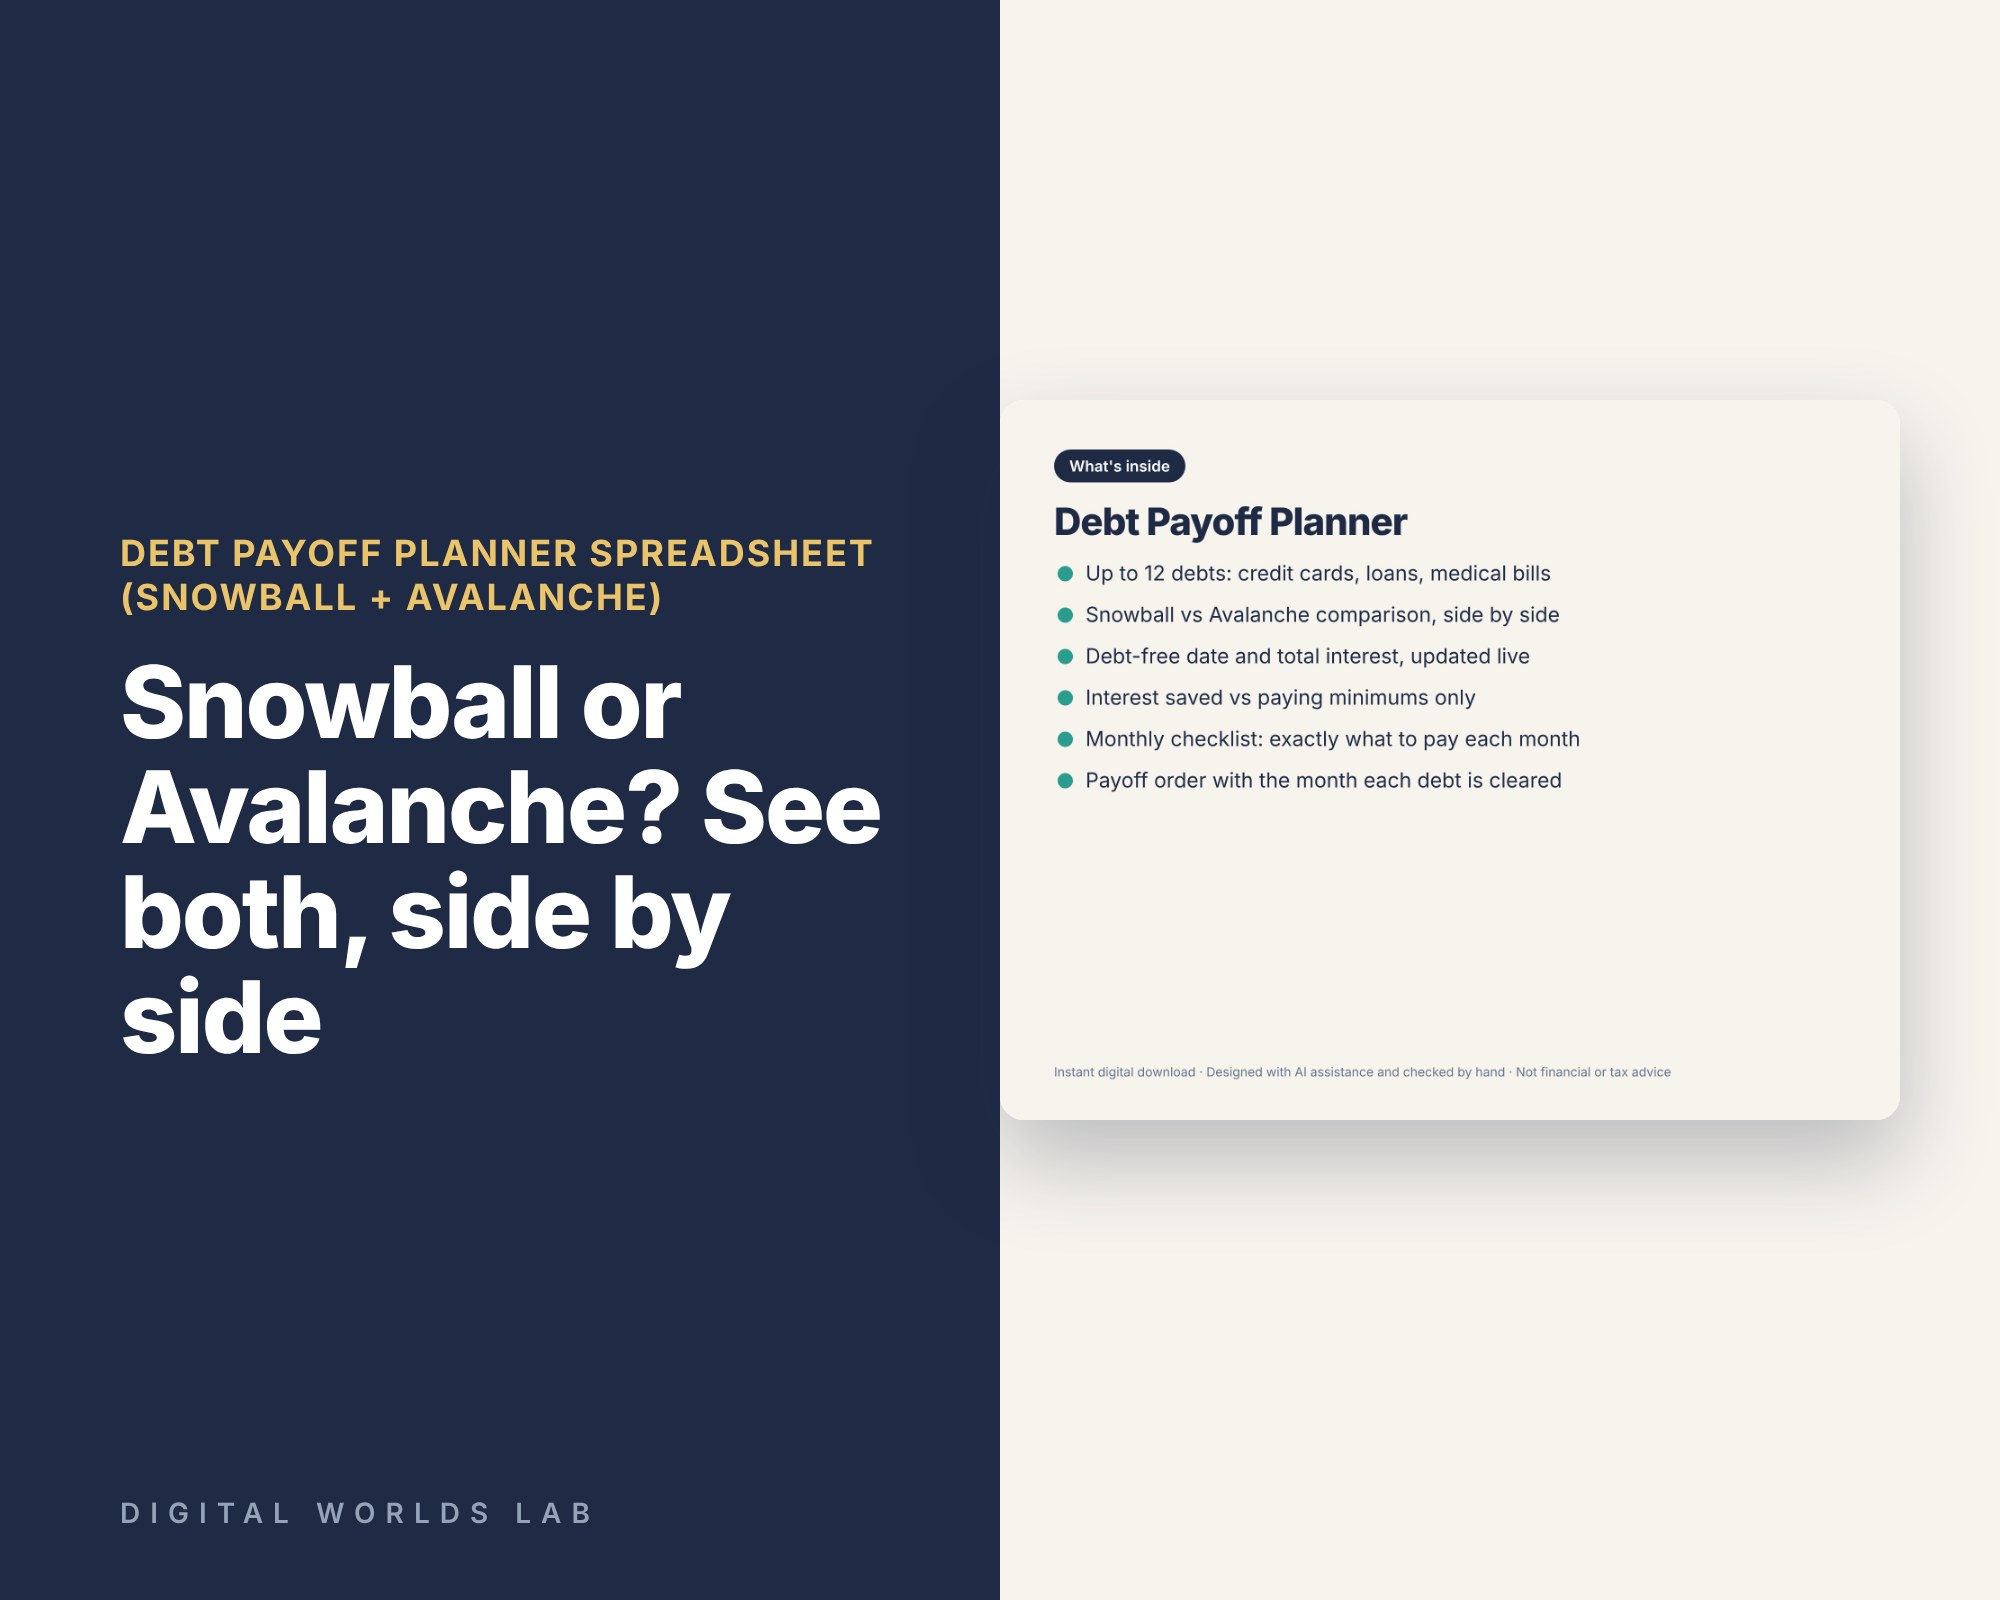 DEBT PAYOFF PLANNER SPREADSHEET
(SNOWBALL + AVALANCHE)
Snowball or
Avalanche? See
both, side by
side
DIGITAL WORLDS LAB
What's inside
Debt Payoff Planner
Up to 12 debts: credit cards, loans, medical bills
Snowball vs Avalanche comparison, side by side
Debt-free date and total interest, updated live
Interest saved vs paying minimums only
Monthly checklist: exactly what to pay each month
Payoff order with the month each debt is cleared
Instant digital download · Designed with AI assistance and checked by hand · Not financial or tax advice